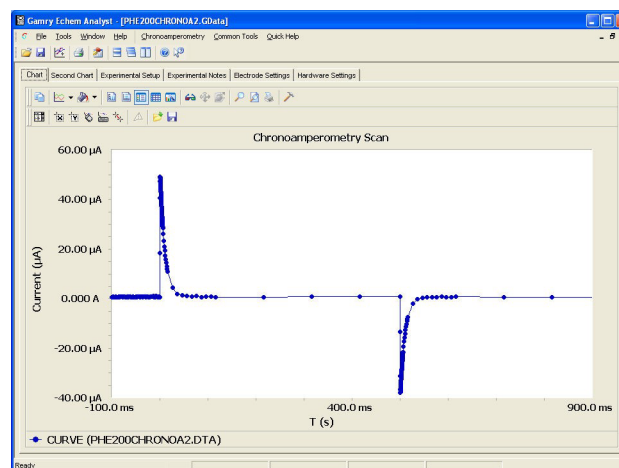 Gamry Echem Analyst - [PHE200CHRONOA2.GData]
File Tools Window Help Chronoamperometry Common Tools Quick Help
Chart Second Chart Experimental Setup Experimental Notes Electrode Settings Hardware Settings
Chronoamperometry Scan
60.00 µA
40.00 µA
20.00 µA
0.000 A
-20.00 µA
-40.00 µA
Current (µA)
-100.0 ms 400.0 ms 900.0 ms
T (s)
CURVE (PHE200CHRONOA2.DTA)
Ready